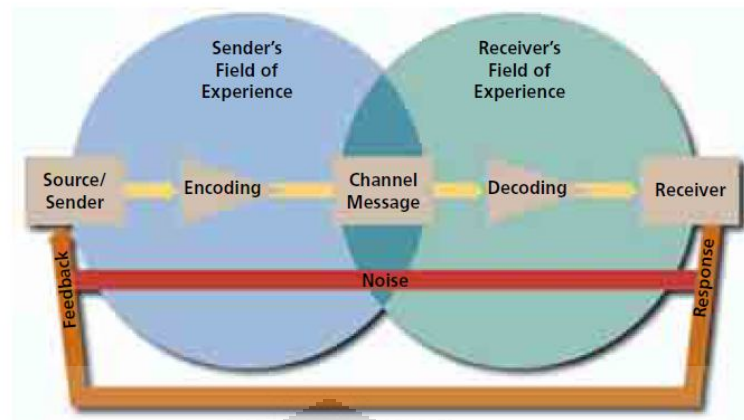 Sender's
Field of
Experience
Receiver's
Field of
Experience
Source/
Sender
Encoding
Channel
Message
Decoding
Receiver
Feedback
Noise
Response